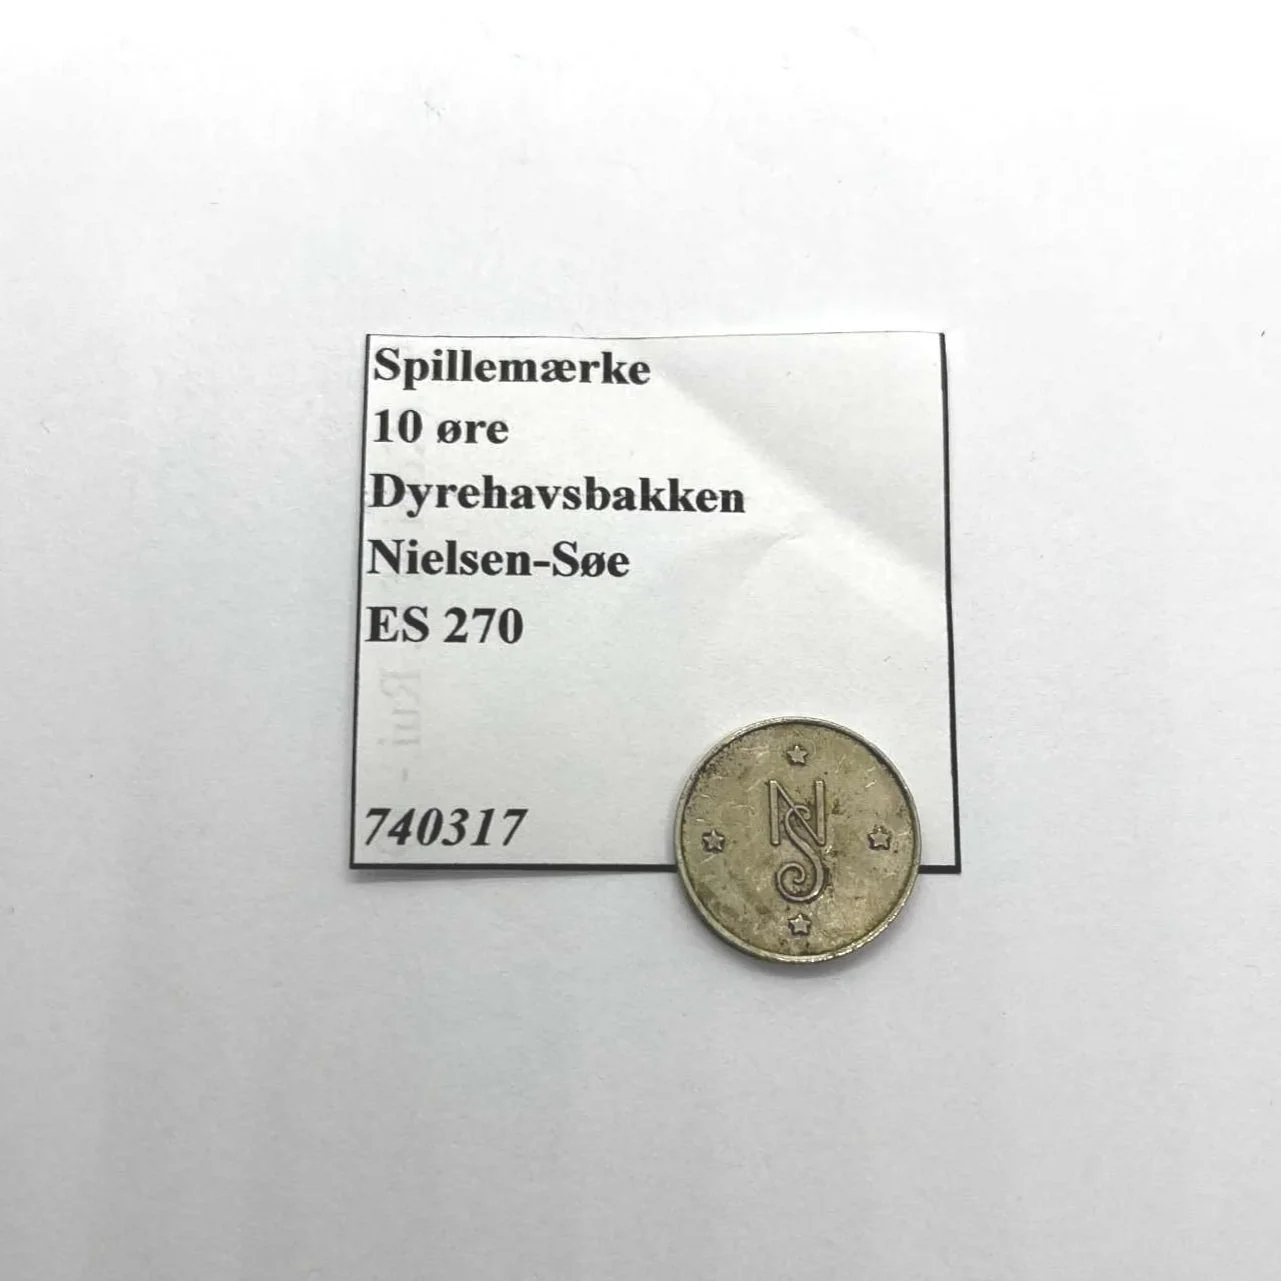 Spillemærke
10 øre
Dyrehavsbakken
Nielsen-Søe
ES 270
740317
NS